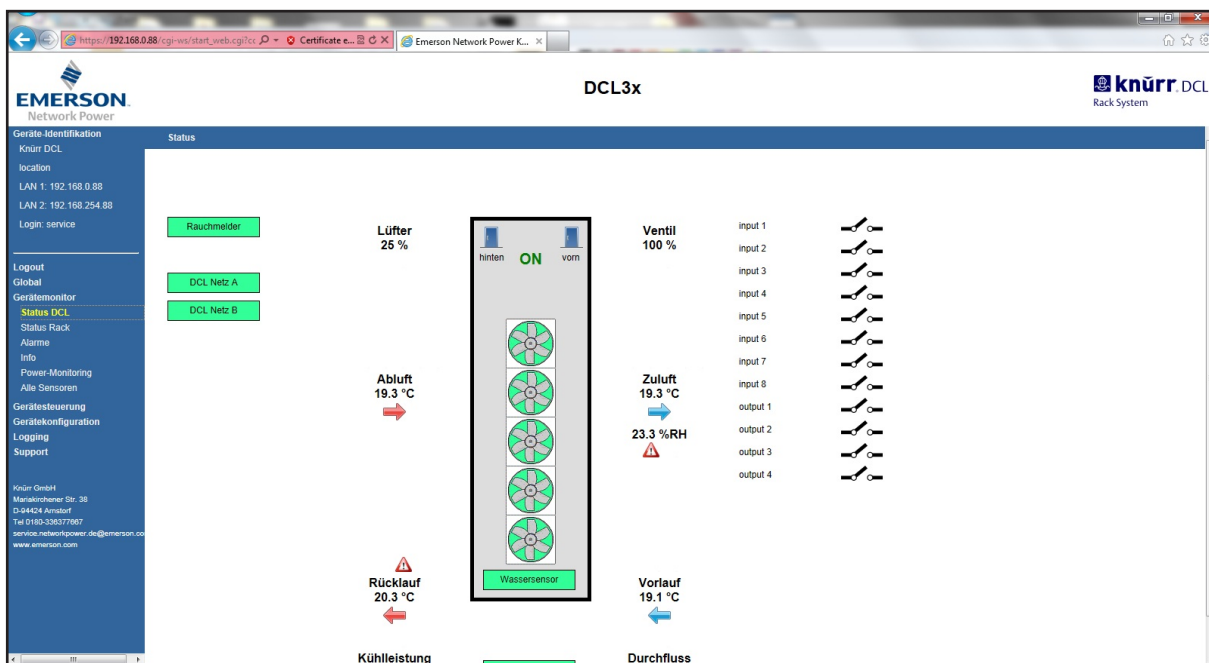 https://192.168.0.88/cgi-ws/start_web.cgi?cc
Certificate e...
Emerson Network Power K...
EMERSON.
Network Power
DCL3x
knürr. DCL
Rack System
Geräte-Identifikation
Knürr DCL
location
LAN 1: 192.168.0.88
LAN 2: 192.168.254.88
Login: service
Logout
Global
Gerätemonitor
Status DCL
Status Rack
Alarme
Info
Power-Monitoring
Alle Sensoren
Gerätesteuerung
Gerätekonfiguration
Logging
Support
Knürr GmbH
Mariakirchener Str. 38
D-94424 Arnstorf
Tel 0180-336377667
service.networkpower.de@emerson.co
www.emerson.com
Status
Rauchmelder
DCL Netz A
DCL Netz B
Lüfter
25 %
hinten
ON
vorn
Ventil
100 %
Abluft
19.3 °C
Zuluft
19.3 °C
23.3 %RH
Rücklauf
20.3 °C
Wassersensor
Vorlauf
19.1 °C
Kühlleistung
Durchfluss
input 1
input 2
input 3
input 4
input 5
input 6
input 7
input 8
output 1
output 2
output 3
output 4